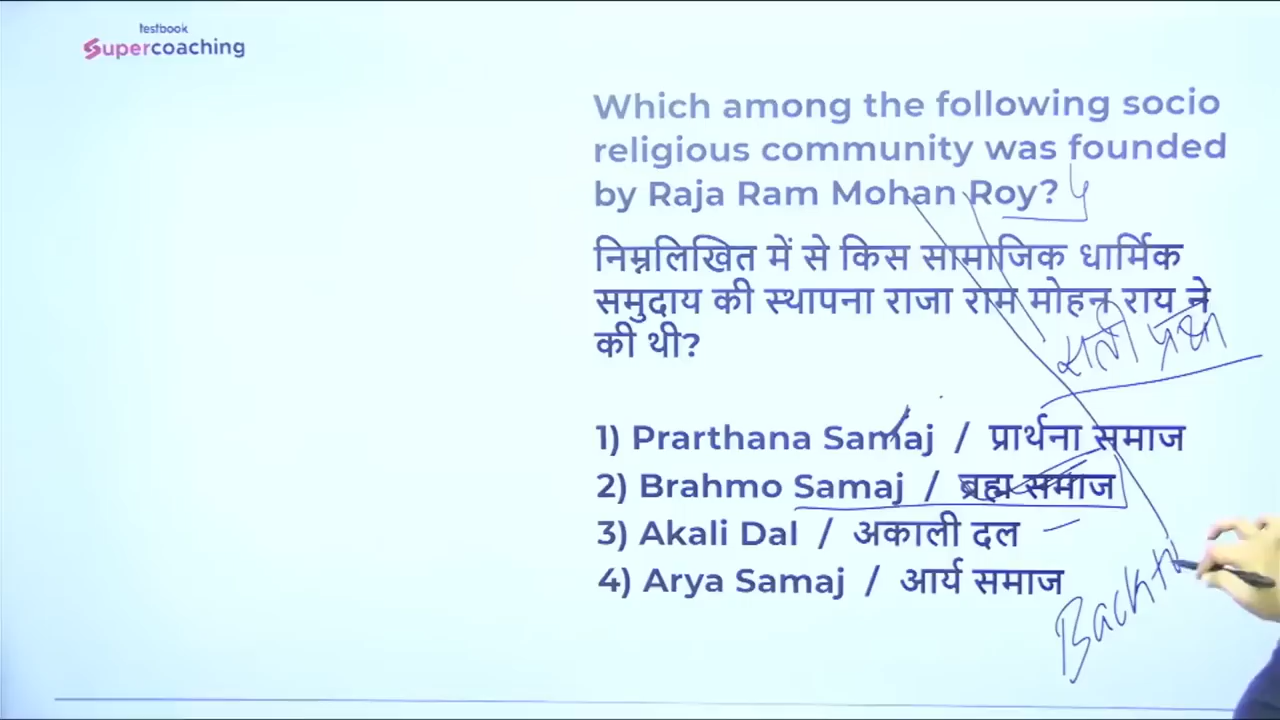 testbook
Supercoaching
Which among the following socio
religious community was founded
by Raja Ram Mohan Roy?
निम्नलिखित में से किस सामाजिक धार्मिक
समुदाय की स्थापना राजा राम मोहन राय ने
की थी?
सती प्रथा
1) Prarthana Samaj / प्रार्थना समाज
2) Brahmo Samaj / ब्रह्म समाज
3) Akali Dal / अकाली दल
4) Arya Samaj / आर्य समाज